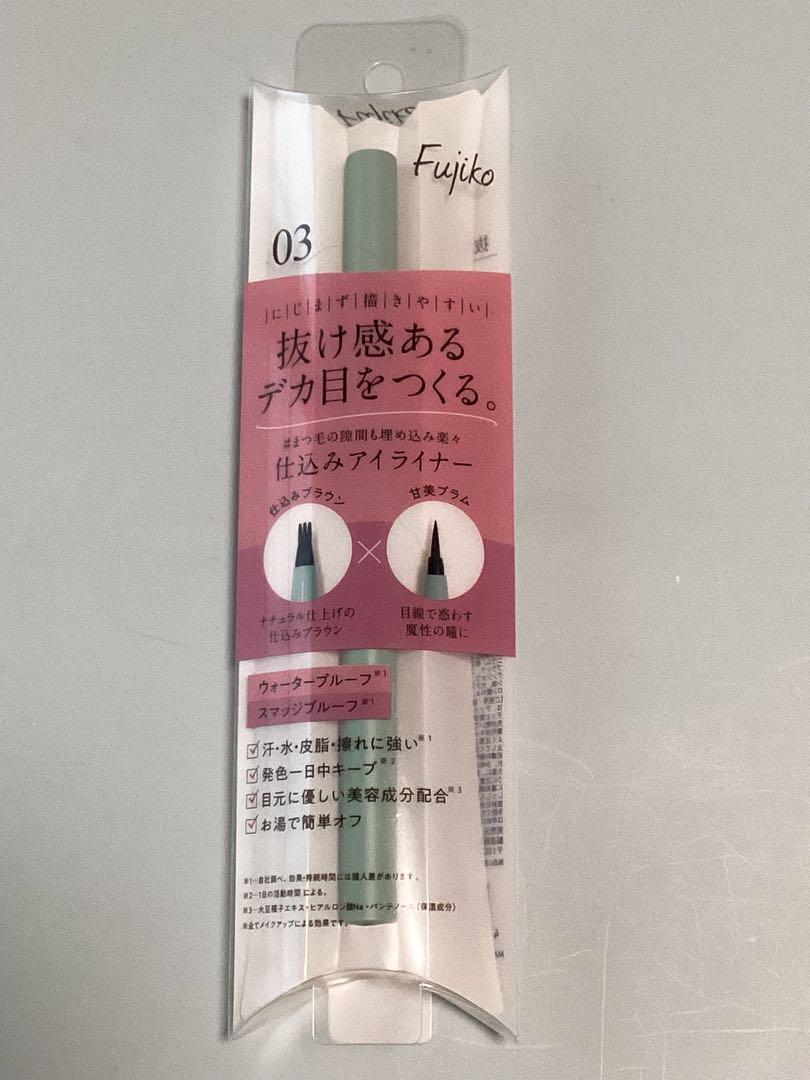 Fujiko
03
にじまず描きやすい
抜け感ある
デカ目をつくる。
#まつ毛の隙間も埋め込み楽々
仕込みアイライナー
仕込みブラウン
甘美プラム
×
ナチュラル仕上げの
仕込みブラウン
目線で惑わす
魔性の瞳に
ウォータープルーフ※1
スマッジプルーフ※1
汗・水・皮脂・擦れに強い※1
発色一日中キープ※2
目元に優しい美容成分配合※3
お湯で簡単オフ
※1…自社調べ。効果・持続時間には個人差があります。
※2…1日の活動時間による。
※3…大豆種子エキス・ヒアルロン酸Na・パンテノール(保湿成分)
※全てメイクアップによる効果です。